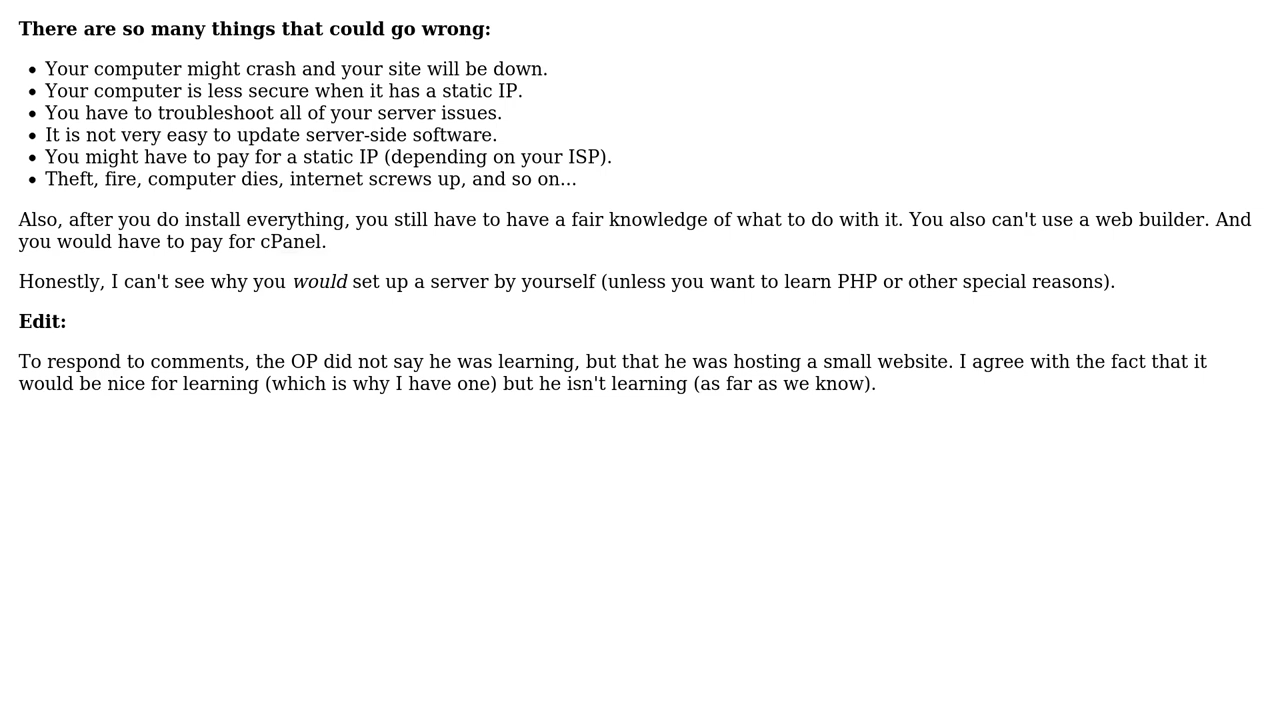 There are so many things that could go wrong:
• Your computer might crash and your site will be down.
• Your computer is less secure when it has a static IP.
• You have to troubleshoot all of your server issues.
• It is not very easy to update server-side software.
• You might have to pay for a static IP (depending on your ISP).
• Theft, fire, computer dies, internet screws up, and so on...
Also, after you do install everything, you still have to have a fair knowledge of what to do with it. You also can't use a web builder. And
you would have to pay for cPanel.
Honestly, I can't see why you would set up a server by yourself (unless you want to learn PHP or other special reasons).
Edit:
To respond to comments, the OP did not say he was learning, but that he was hosting a small website. I agree with the fact that it
would be nice for learning (which is why I have one) but he isn't learning (as far as we know).